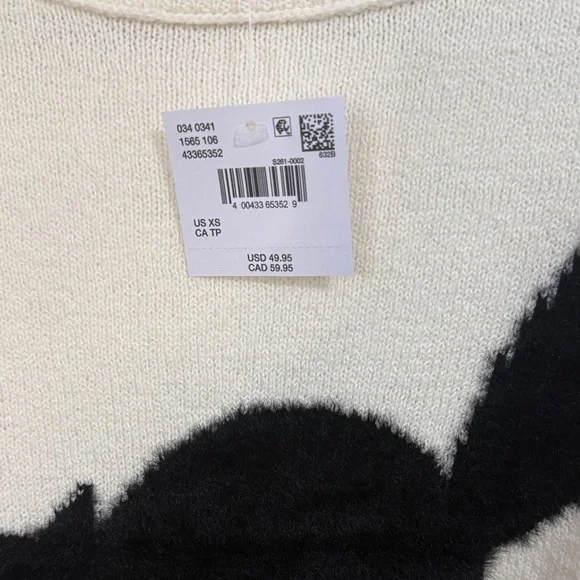 034 0341
1565 106
43365352
632B
S261-0002
4 00433 65352 9
US XS
CA TP
USD 49.95
CAD 59.95